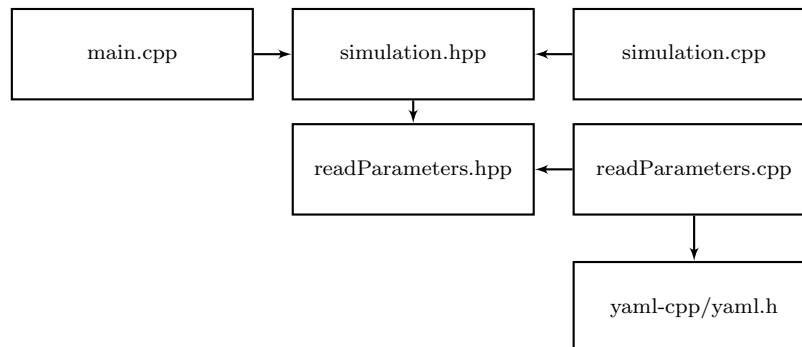 main.cpp
simulation.hpp
simulation.cpp
readParameters.hpp
readParameters.cpp
yaml-cpp/yaml.h